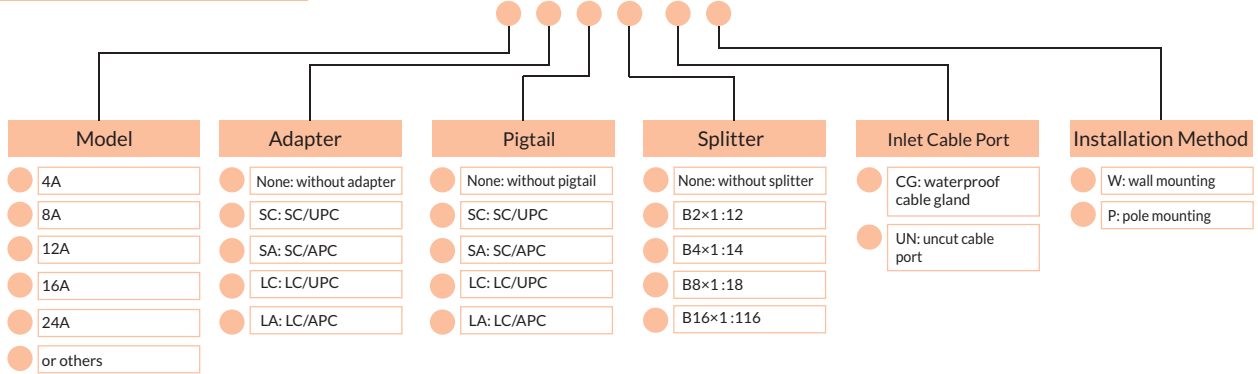 Model
4A
8A
12A
16A
24A
or others
Adapter
None: without adapter
SC: SC/UPC
SA: SC/APC
LC: LC/UPC
LA: LC/APC
Pigtail
None: without pigtail
SC: SC/UPC
SA: SC/APC
LC: LC/UPC
LA: LC/APC
Splitter
None: without splitter
B2×1 :12
B4×1 :14
B8×1 :18
B16×1 :116
Inlet Cable Port
CG: waterproof
cable gland
UN: uncut cable
port
Installation Method
W: wall mounting
P: pole mounting